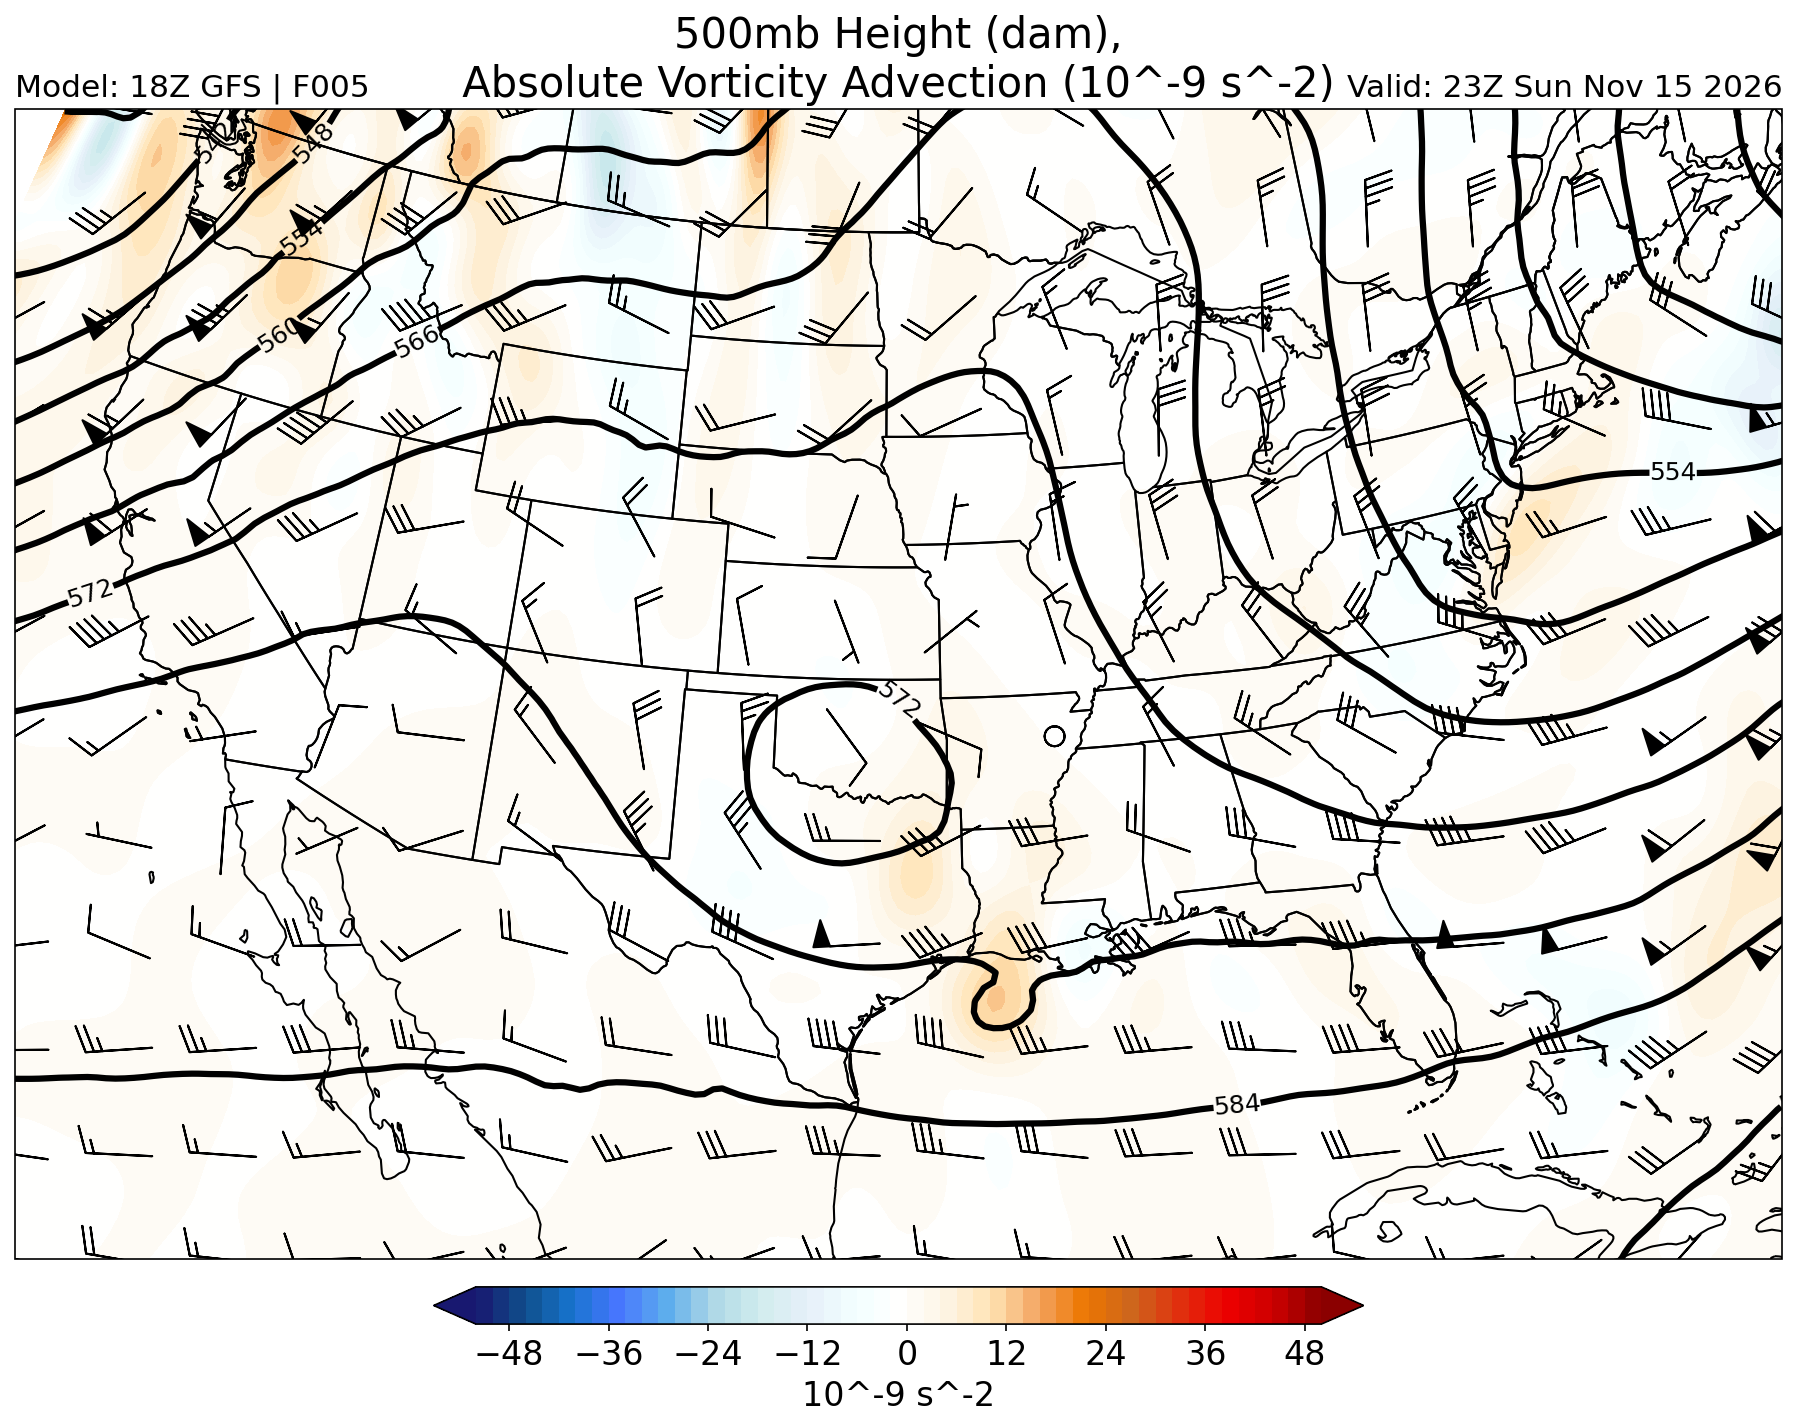 500mb Height (dam),
Model: 18Z GFS | F005 Absolute Vorticity Advection (10^-9 s^-2) Valid: 23Z Sun Nov 15 2026
548
554
560
566
572
554
572
584
−48 −36 −24 −12 0 12 24 36 48
10^-9 s^-2